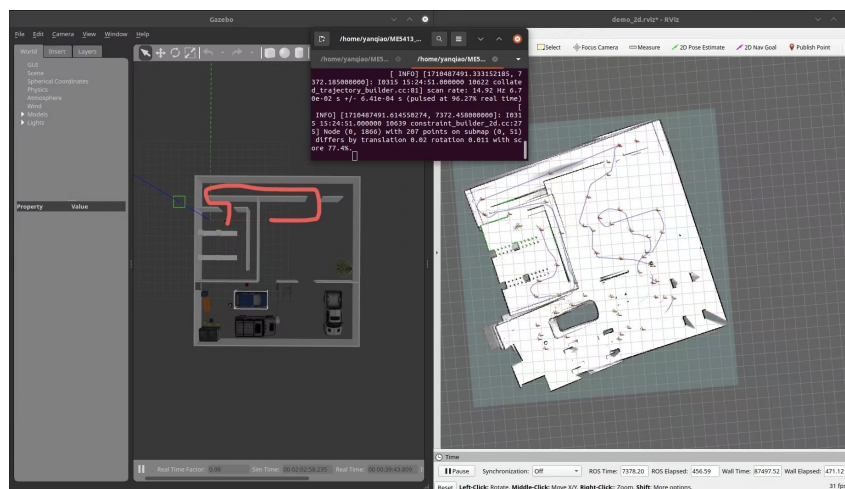 Gazebo
File Edit Camera View Window Help
World Insert Layers
GUI
Scene
Spherical Coordinates
Physics
Atmosphere
Wind
Models
Lights
Property Value
Real Time Factor: 0.98 Sim Time: 00 02:02:58.235 Real Time:
/home/yanqiao/ME5413_...
/home/yanqiao/ME5... /home/yanqiao/ME5...
[ INFO] [1710487491.333152185, 7
372.185000000]: I0315 15:24:51.000000 10622 collate
d_trajectory_builder.cc:81] scan rate: 14.92 Hz 6.7
0e-02 s +/- 6.41e-04 s (pulsed at 96.27% real time)
[
INFO] [1710487491.614550274, 7372.458000000]: I031
5 15:24:51.000000 10639 constraint_builder_2d.cc:27
5] Node (0, 1866) with 207 points on submap (0, 51)
differs by translation 0.02 rotation 0.011 with sc
ore 77.4%.
demo_2d.rviz* - RViz
Select Focus Camera Measure 2D Pose Estimate 2D Nav Goal Publish Point
Time
Pause Synchronization: Off ROS Time: 7378.20 ROS Elapsed: 456.59 Wall Time: 87497.52 Wall Elapsed: 471.12
Reset Left-Click: Rotate. Middle-Click: Move X/Y. Right-Click: Zoom. Shift: More options. 31 fps